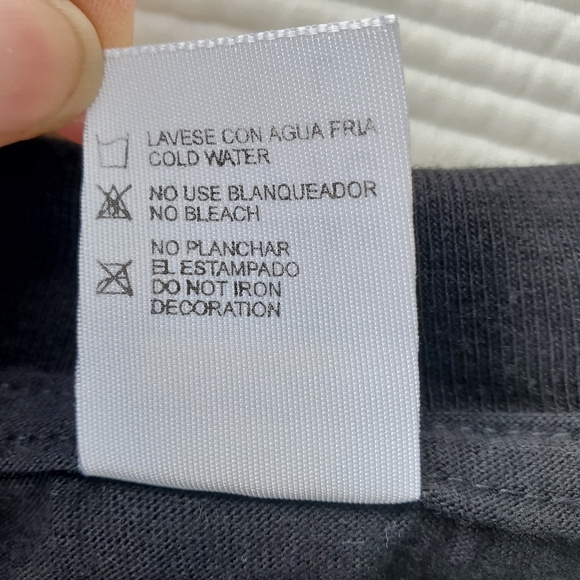 LAVESE CON AGUA FRIA
COLD WATER
NO USE BLANQUEADOR
NO BLEACH
NO PLANCHAR
EL ESTAMPADO
DO NOT IRON
DECORATION